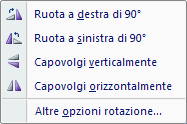 Ruota a destra di 90°
Ruota a sinistra di 90°
Capovolgi verticalmente
Capovolgi orizzontalmente
Altre opzioni rotazione...